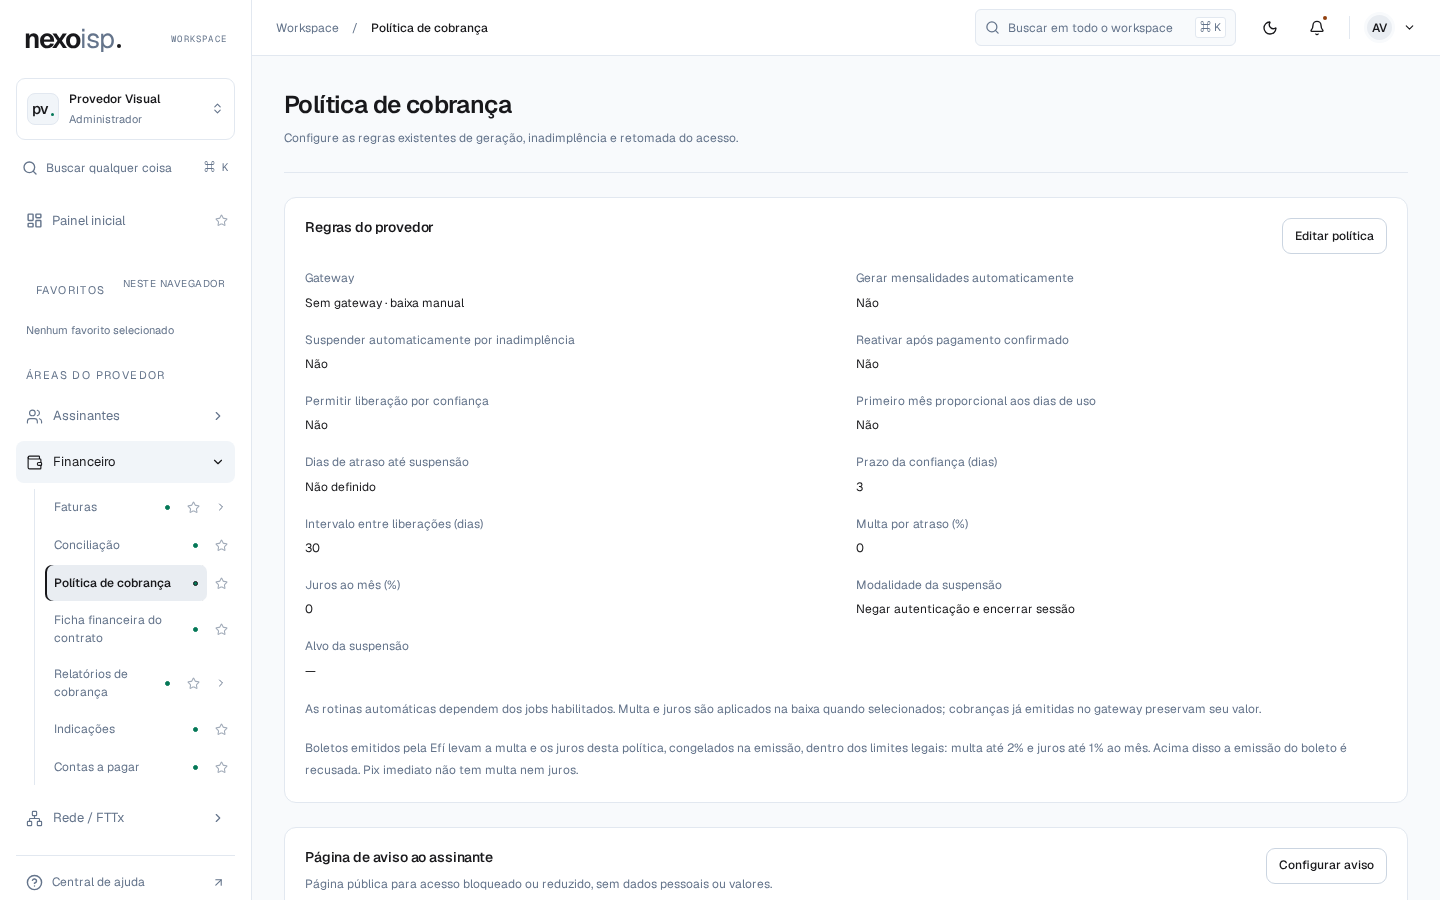 nexoisp.
WORKSPACE
pv.
Provedor Visual
Administrador
Buscar qualquer coisa
⌘ K
Painel inicial
FAVORITOS
NESTE NAVEGADOR
Nenhum favorito selecionado
ÁREAS DO PROVEDOR
Assinantes
Financeiro
Faturas
Conciliação
Política de cobrança
Ficha financeira do
contrato
Relatórios de
cobrança
Indicações
Contas a pagar
Rede / FTTx
Central de ajuda
Workspace / Política de cobrança
Buscar em todo o workspace
⌘ K
AV
Política de cobrança
Configure as regras existentes de geração, inadimplência e retomada do acesso.
Regras do provedor
Editar política
Gateway
Sem gateway · baixa manual
Gerar mensalidades automaticamente
Não
Suspender automaticamente por inadimplência
Não
Reativar após pagamento confirmado
Não
Permitir liberação por confiança
Não
Primeiro mês proporcional aos dias de uso
Não
Dias de atraso até suspensão
Não definido
Prazo da confiança (dias)
3
Intervalo entre liberações (dias)
30
Multa por atraso (%)
0
Juros ao mês (%)
0
Modalidade da suspensão
Negar autenticação e encerrar sessão
Alvo da suspensão
—
As rotinas automáticas dependem dos jobs habilitados. Multa e juros são aplicados na baixa quando selecionados; cobranças já emitidas no gateway preservam seu valor.
Boletos emitidos pela Efí levam a multa e os juros desta política, congelados na emissão, dentro dos limites legais: multa até 2% e juros até 1% ao mês. Acima disso a emissão do boleto é
recusada. Pix imediato não tem multa nem juros.
Página de aviso ao assinante
Configurar aviso
Página pública para acesso bloqueado ou reduzido, sem dados pessoais ou valores.